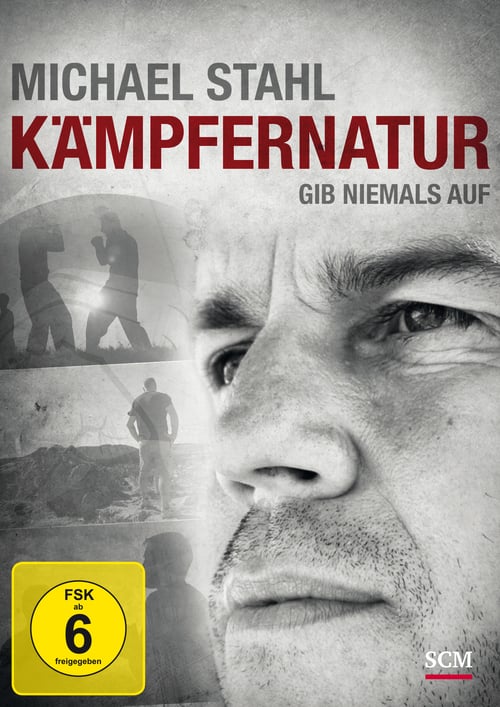 MICHAEL STAHL
KÄMPFERNATUR
GIB NIEMALS AUF
FSK
ab
6
freigegeben
SCM